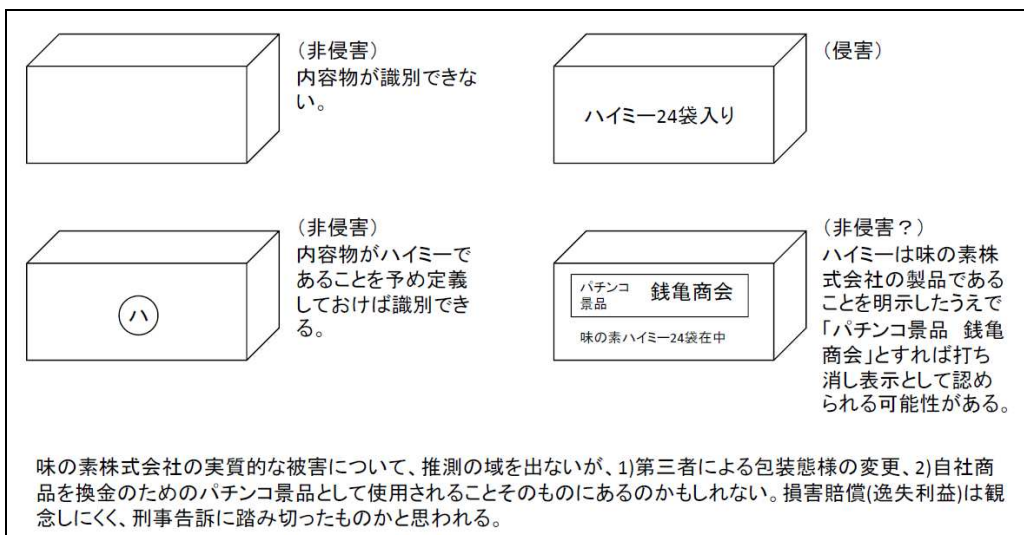 （非侵害）
内容物が識別できな
い。
ハイミー24袋入り
（侵害）
ハ
（非侵害）
内容物がハイミーで
あることを予め定義
しておけば識別でき
る。
パチンコ
景品
銭亀商会
味の素ハイミー24袋在中
（非侵害？）
ハイミーは味の素株
式会社の製品である
ことを明示したうえで
「パチンコ景品　銭亀
商会」とすれば打ち
消し表示として認め
られる可能性がある。
味の素株式会社の実質的な被害について、推測の域を出ないが、1)第三者による包装態様の変更、2)自社商
品を換金のためのパチンコ景品として使用されることそのものにあるのかもしれない。損害賠償(逸失利益)は観
念しにくく、刑事告訴に踏み切ったものかと思われる。